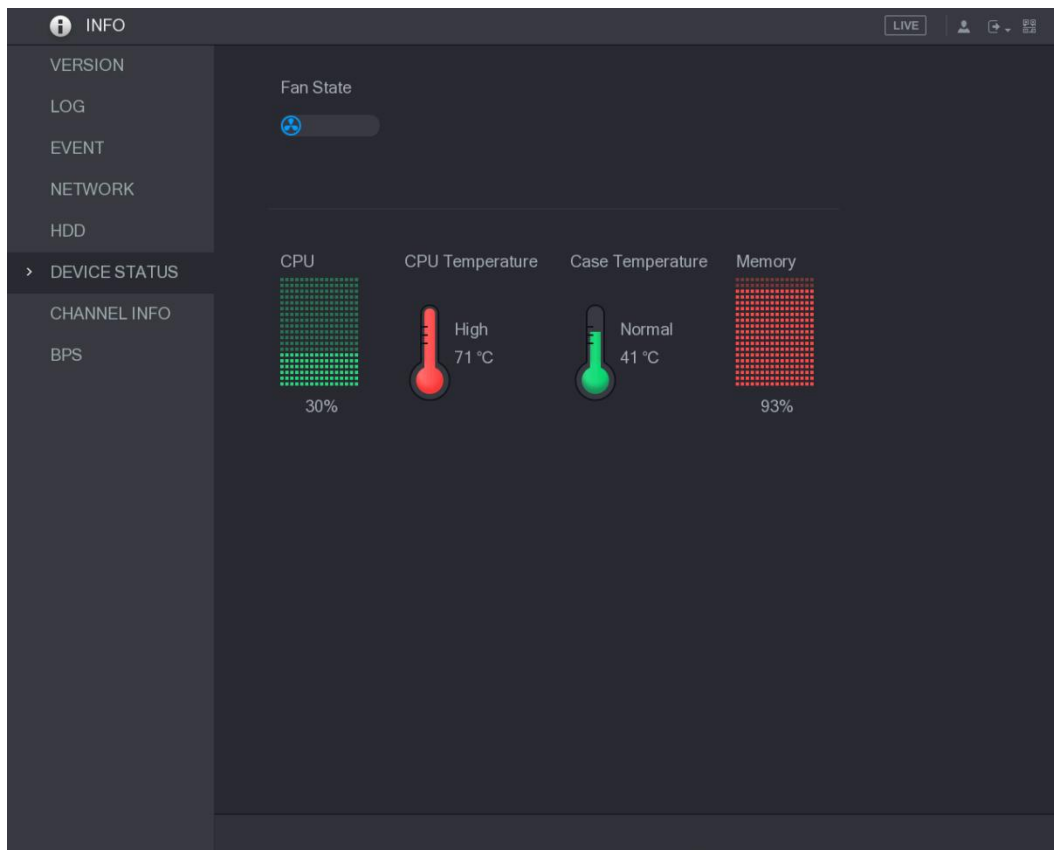 INFO
LIVE
VERSION
LOG
EVENT
NETWORK
HDD
DEVICE STATUS
CHANNEL INFO
BPS
Fan State
CPU
CPU Temperature
Case Temperature
Memory
High
71 °C
Normal
41 °C
30%
93%